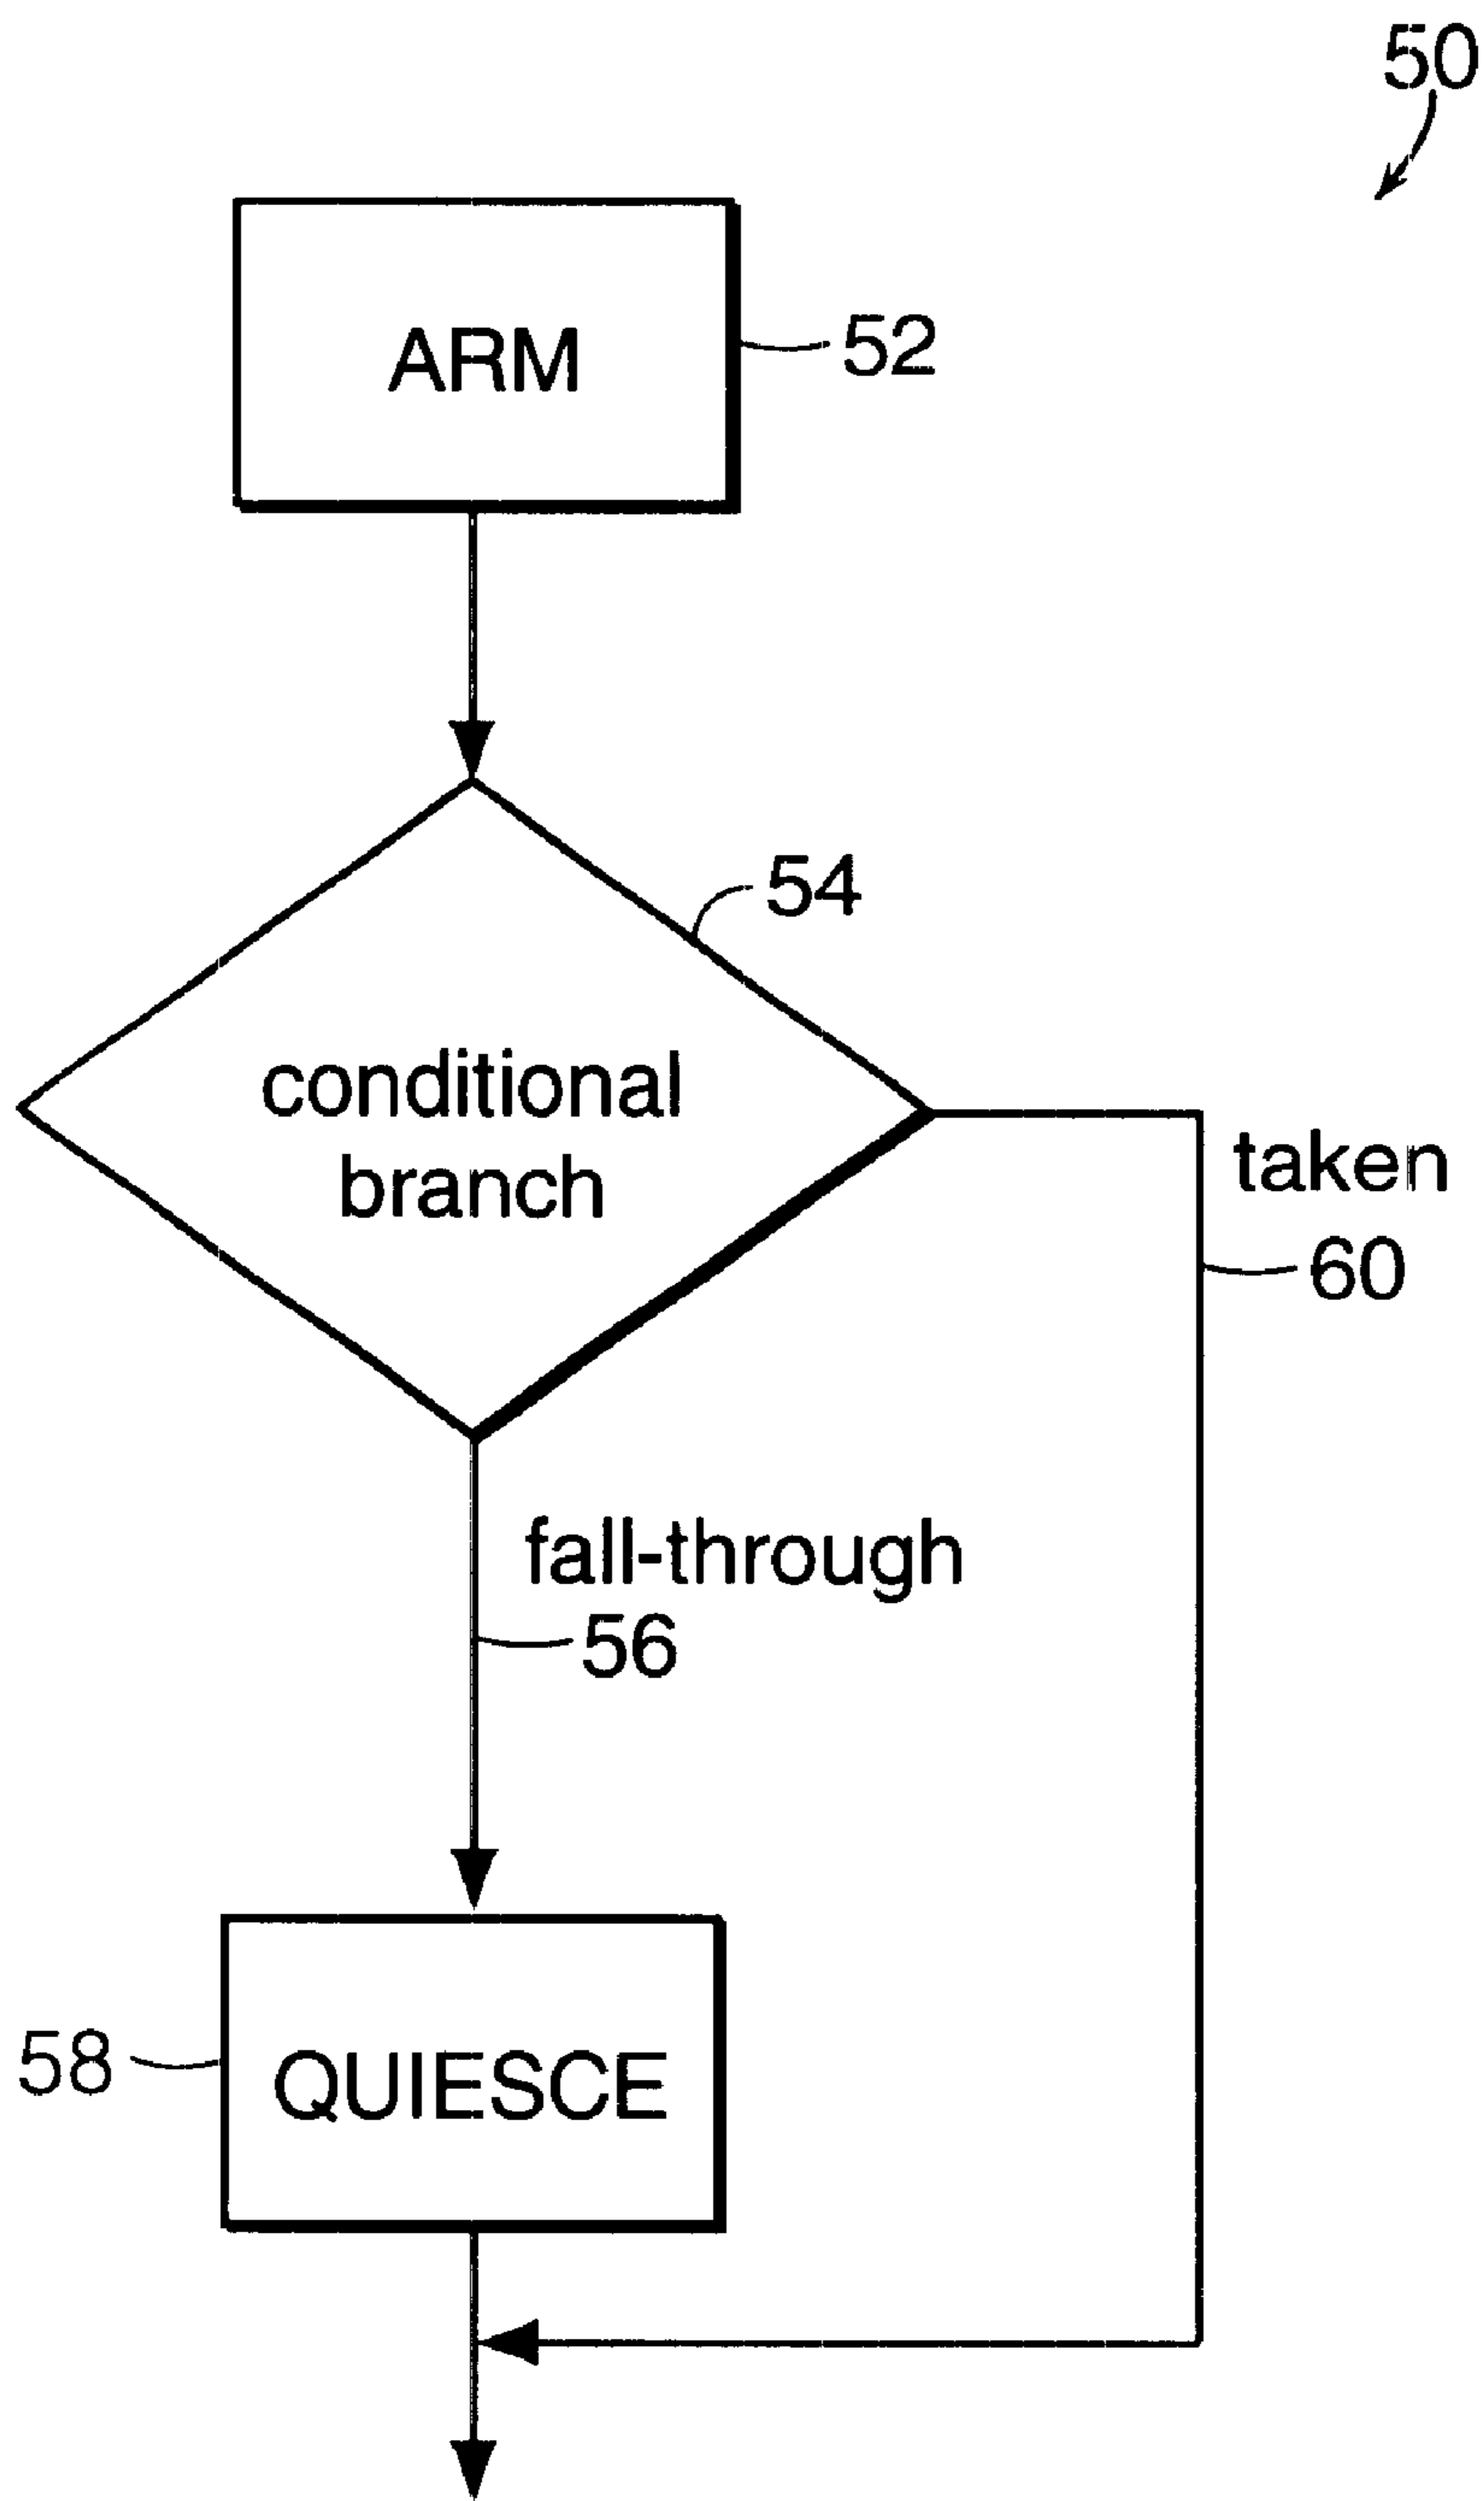 50
ARM
52
54
conditional
branch
taken
60
fall-through
56
58
QUIESCE